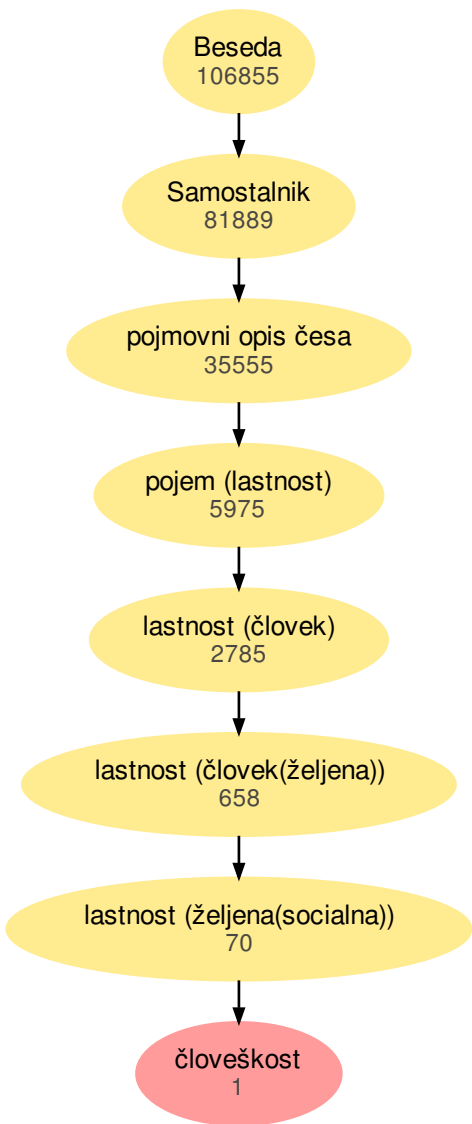 Beseda
106855
Samostalnik
81889
pojmovni opis česa
35555
pojem (lastnost)
5975
lastnost (človek)
2785
lastnost (človek(željena))
658
lastnost (željena(socialna))
70
človeškost
1